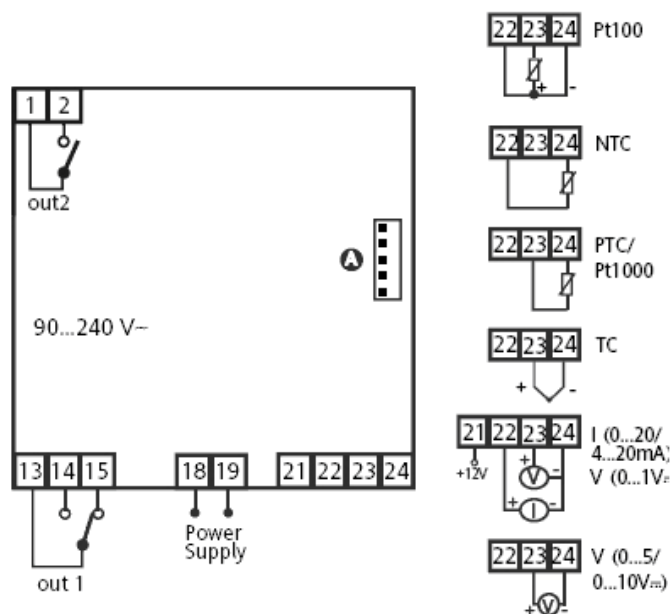 22 23 24 Pt100
+ -
1 2
out2
22 23 24 NTC
A
22 23 24 PTC/
Pt1000
90...240 V~
22 23 24 TC
+ -
21 22 23 24 I (0...20/
4...20mA)
+12V + - V (0...1V⎓
+ V -
+ I -
13 14 15 18 19 21 22 23 24
Power
Supply
out 1
22 23 24 V (0...5/
0...10V⎓)
+ V -